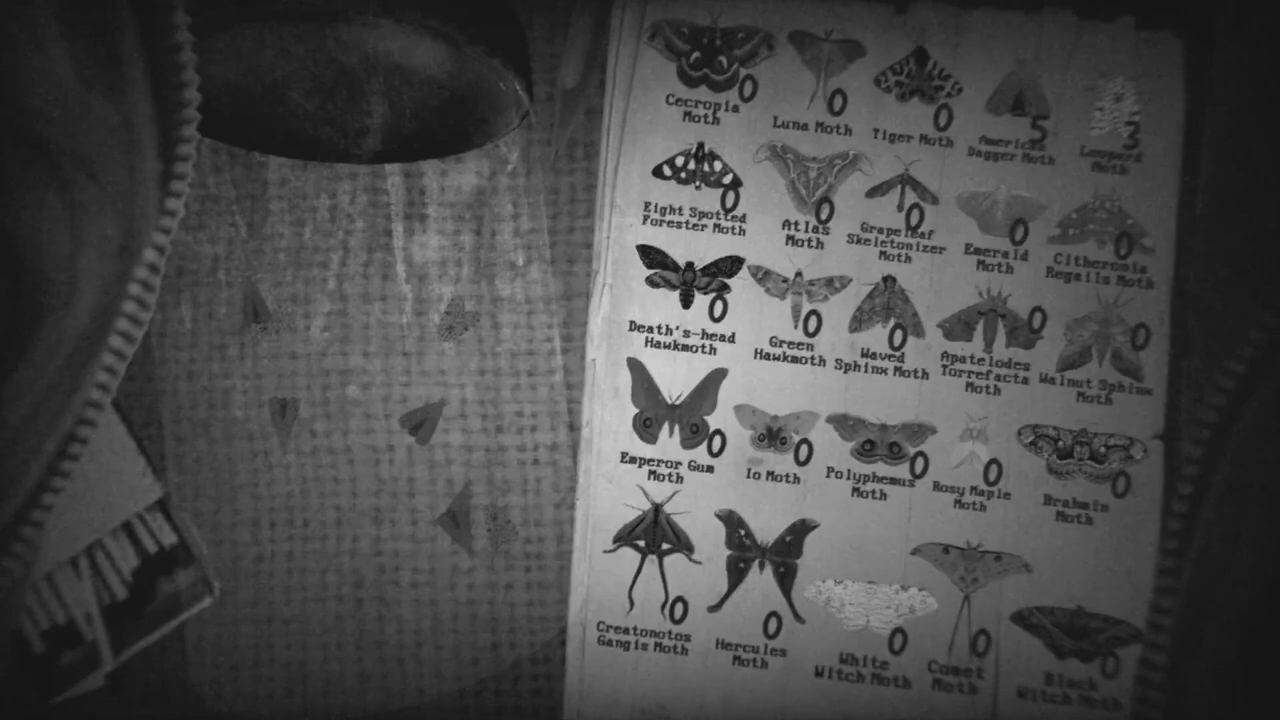 0 0 0 5 3
Cecropia
Moth
Luna Moth
Tiger Moth
American
Dagger Moth
Leopard
Moth
0 0 0 0 0
Eight Spotted
Forester Moth
Atlas
Moth
Grapeleaf
Skeletonizer
Moth
Emerald
Moth
Citheronia
Regails Moth
0 0 0 0 0
Death's-head
Hawkmoth
Green
Hawkmoth
Waved
Sphinx Moth
Apatelodes
Torrefacta
Moth
Walnut Sphinx
Moth
0 0 0 0 0
Emperor Gum
Moth
Io Moth
Polyphemus
Moth
Rosy Maple
Moth
Brahmin
Moth
0 0 0 0 0
Creatonotos
Gangis Moth
Hercules
Moth
White
Witch Moth
Comet
Moth
Black
Witch Moth